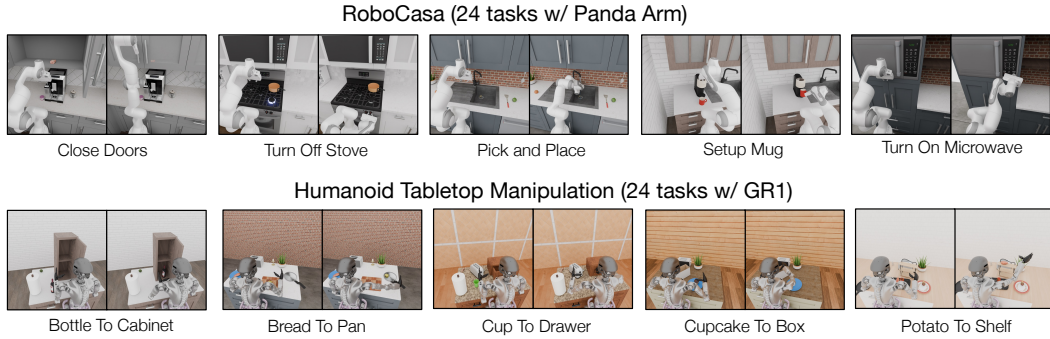 RoboCasa (24 tasks w/ Panda Arm)
Close Doors
Turn Off Stove
Pick and Place
Setup Mug
Turn On Microwave
Humanoid Tabletop Manipulation (24 tasks w/ GR1)
Bottle To Cabinet
Bread To Pan
Cup To Drawer
Cupcake To Box
Potato To Shelf